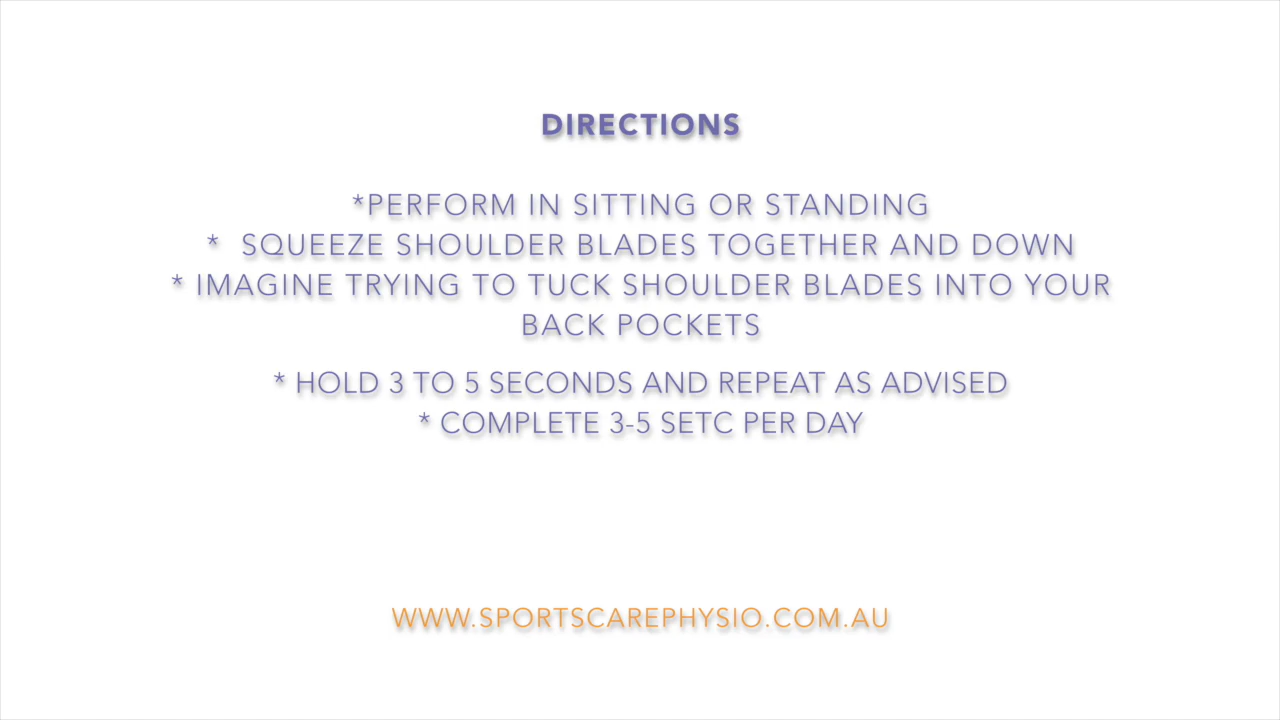 DIRECTIONS
*PERFORM IN SITTING OR STANDING
* SQUEEZE SHOULDER BLADES TOGETHER AND DOWN
* IMAGINE TRYING TO TUCK SHOULDER BLADES INTO YOUR
BACK POCKETS
* HOLD 3 TO 5 SECONDS AND REPEAT AS ADVISED
* COMPLETE 3-5 SETC PER DAY
WWW.SPORTSCAREPHYSIO.COM.AU